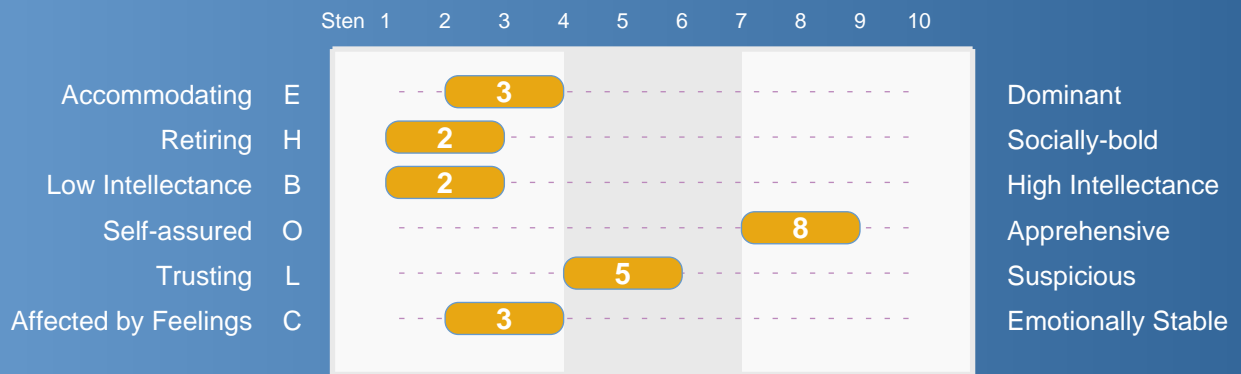 Sten 1 2 3 4 5 6 7 8 9 10
Accommodating E 3 Dominant
Retiring H 2 Socially-bold
Low Intellectance B 2 High Intellectance
Self-assured O 8 Apprehensive
Trusting L 5 Suspicious
Affected by Feelings C 3 Emotionally Stable